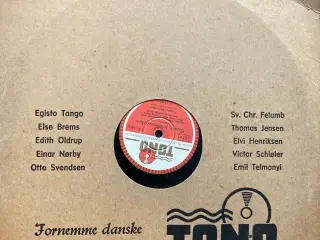 Egisto Tango
Else Brems
Edith Oldrup
Einar Nørby
Otte Svendsen
TONO
Sv. Chr. Felumb
Thomas Jensen
Elvi Henriksen
Victor Schiøler
Emil Telmanyi
Fornemme danske
TONO